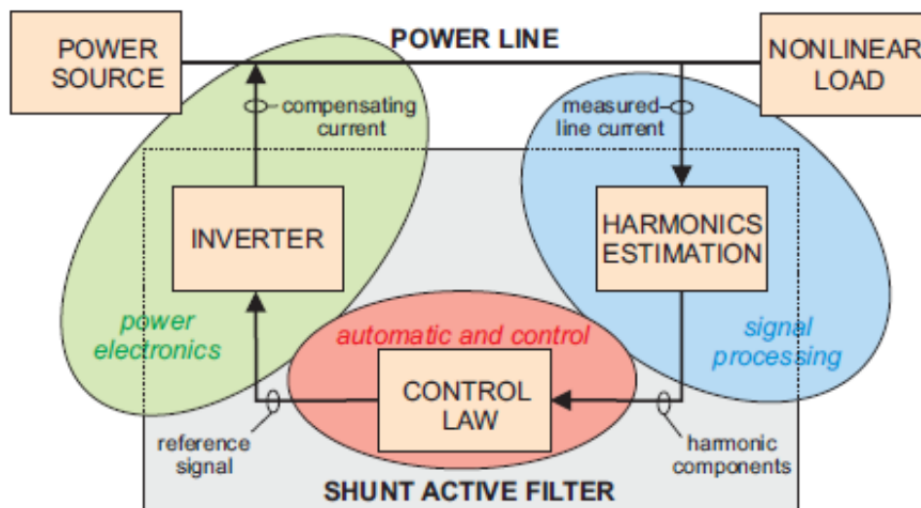 POWER
SOURCE
POWER LINE
NONLINEAR
LOAD
compensating
current
measured
line current
INVERTER
HARMONICS
ESTIMATION
power
electronics
automatic and control
signal
processing
CONTROL
LAW
reference
signal
harmonic
components
SHUNT ACTIVE FILTER